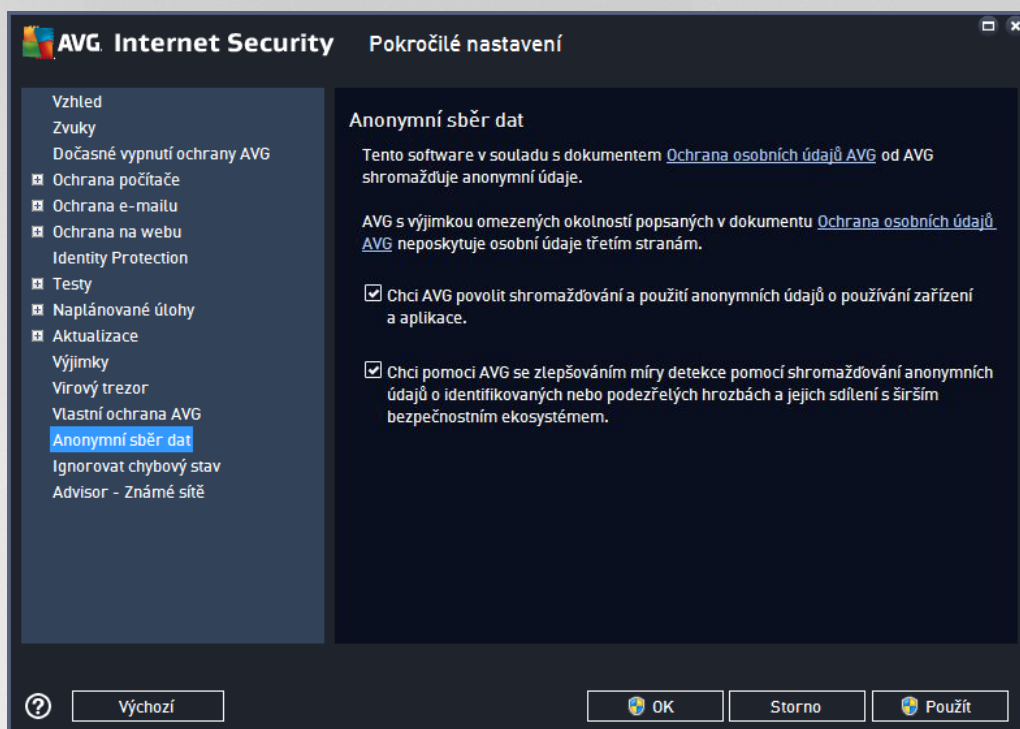 AVG. Internet Security Pokročilé nastavení
Vzhled
Zvuky
Dočasné vypnutí ochrany AVG
Ochrana počítače
Ochrana e-mailu
Ochrana na webu
Identity Protection
Testy
Naplánované úlohy
Aktualizace
Výjimky
Virový trezor
Vlastní ochrana AVG
Anonymní sběr dat
Ignorovat chybový stav
Advisor - Známé sítě
Anonymní sběr dat
Tento software v souladu s dokumentem Ochrana osobních údajů AVG od AVG
shromažďuje anonymní údaje.
AVG s výjimkou omezených okolností popsaných v dokumentu Ochrana osobních údajů
AVG neposkytuje osobní údaje třetím stranám.
Chci AVG povolit shromažďování a použití anonymních údajů o používání zařízení
a aplikace.
Chci pomoci AVG se zlepšováním míry detekce pomocí shromažďování anonymních
údajů o identifikovaných nebo podezřelých hrozbách a jejich sdílení s širším
bezpečnostním ekosystémem.
? Výchozí OK Storno Použít